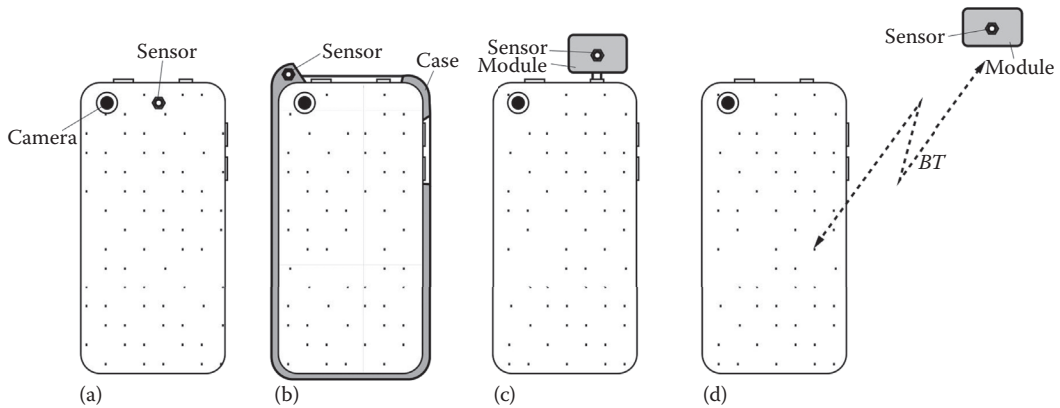 Sensor
Camera
(a)
Sensor
Case
(b)
Sensor
Module
(c)
Sensor
Module
BT
(d)